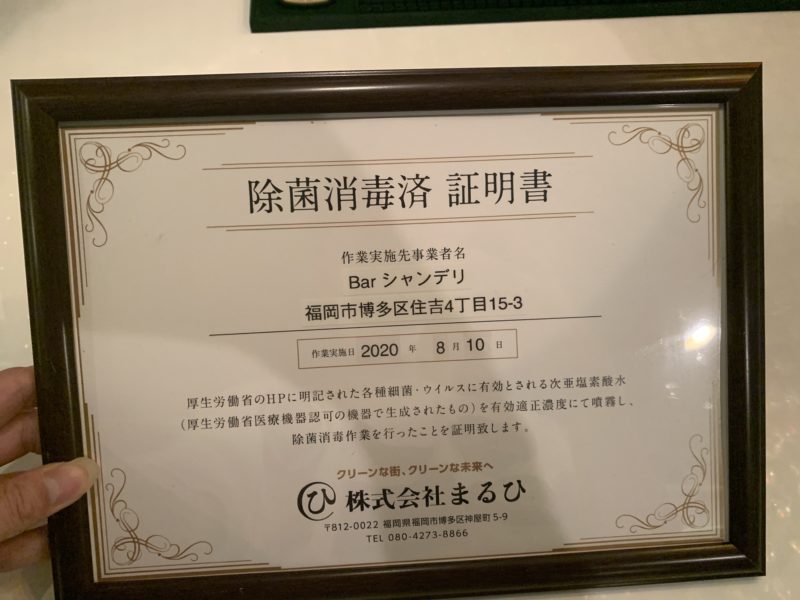 除菌消毒済 証明書
作業実施先事業者名
Bar シャンデリ
福岡市博多区住吉4丁目15-3
作業実施日 2020 年 8 月 10 日
厚生労働省のHPに明記された各種細菌・ウイルスに有効とされる次亜塩素酸水
(厚生労働省医療機器認可の機器で生成されたもの)を有効適正濃度にて噴霧し、
除菌消毒作業を行ったことを証明致します。
クリーンな街、クリーンな未来へ
ひ 株式会社まるひ
〒812-0022 福岡県福岡市博多区神屋町 5-9
TEL 080-4273-8866